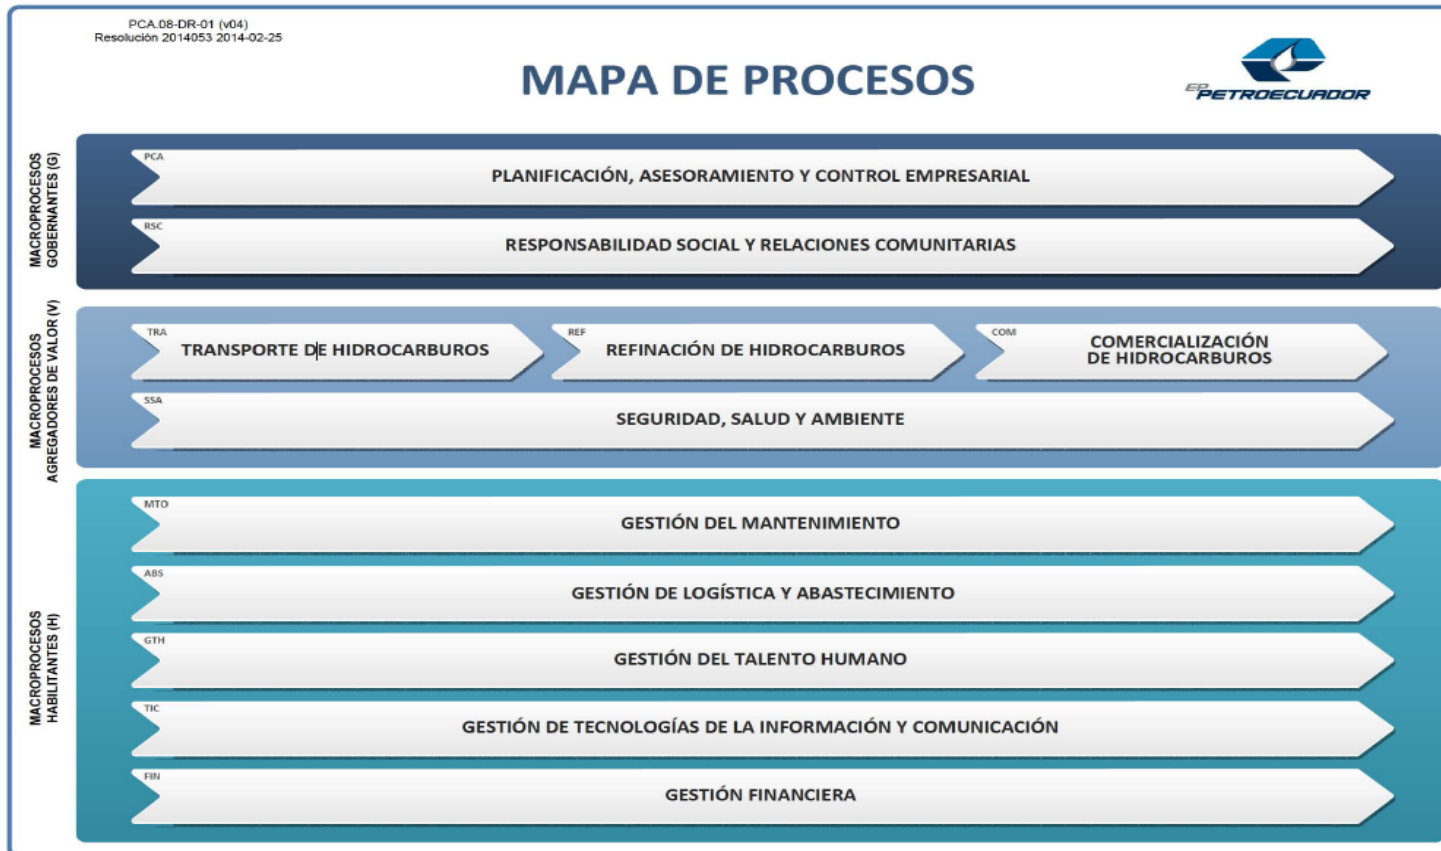 PCA.08-DR-01 (v04)
Resolución 2014053 2014-02-25
MAPA DE PROCESOS
EP
PETROECUADOR
MACROPROCESOS
GOBERNANTES (G)
PCA
PLANIFICACIÓN, ASESORAMIENTO Y CONTROL EMPRESARIAL
RSC
RESPONSABILIDAD SOCIAL Y RELACIONES COMUNITARIAS
MACROPROCESOS
AGREGADORES DE VALOR (V)
TRA
TRANSPORTE DE HIDROCARBUROS
REF
REFINACIÓN DE HIDROCARBUROS
COM
COMERCIALIZACIÓN
DE HIDROCARBUROS
SSA
SEGURIDAD, SALUD Y AMBIENTE
MACROPROCESOS
HABILITANTES (H)
MTO
GESTIÓN DEL MANTENIMIENTO
ABS
GESTIÓN DE LOGÍSTICA Y ABASTECIMIENTO
GTH
GESTIÓN DEL TALENTO HUMANO
TIC
GESTIÓN DE TECNOLOGÍAS DE LA INFORMACIÓN Y COMUNICACIÓN
FIN
GESTIÓN FINANCIERA